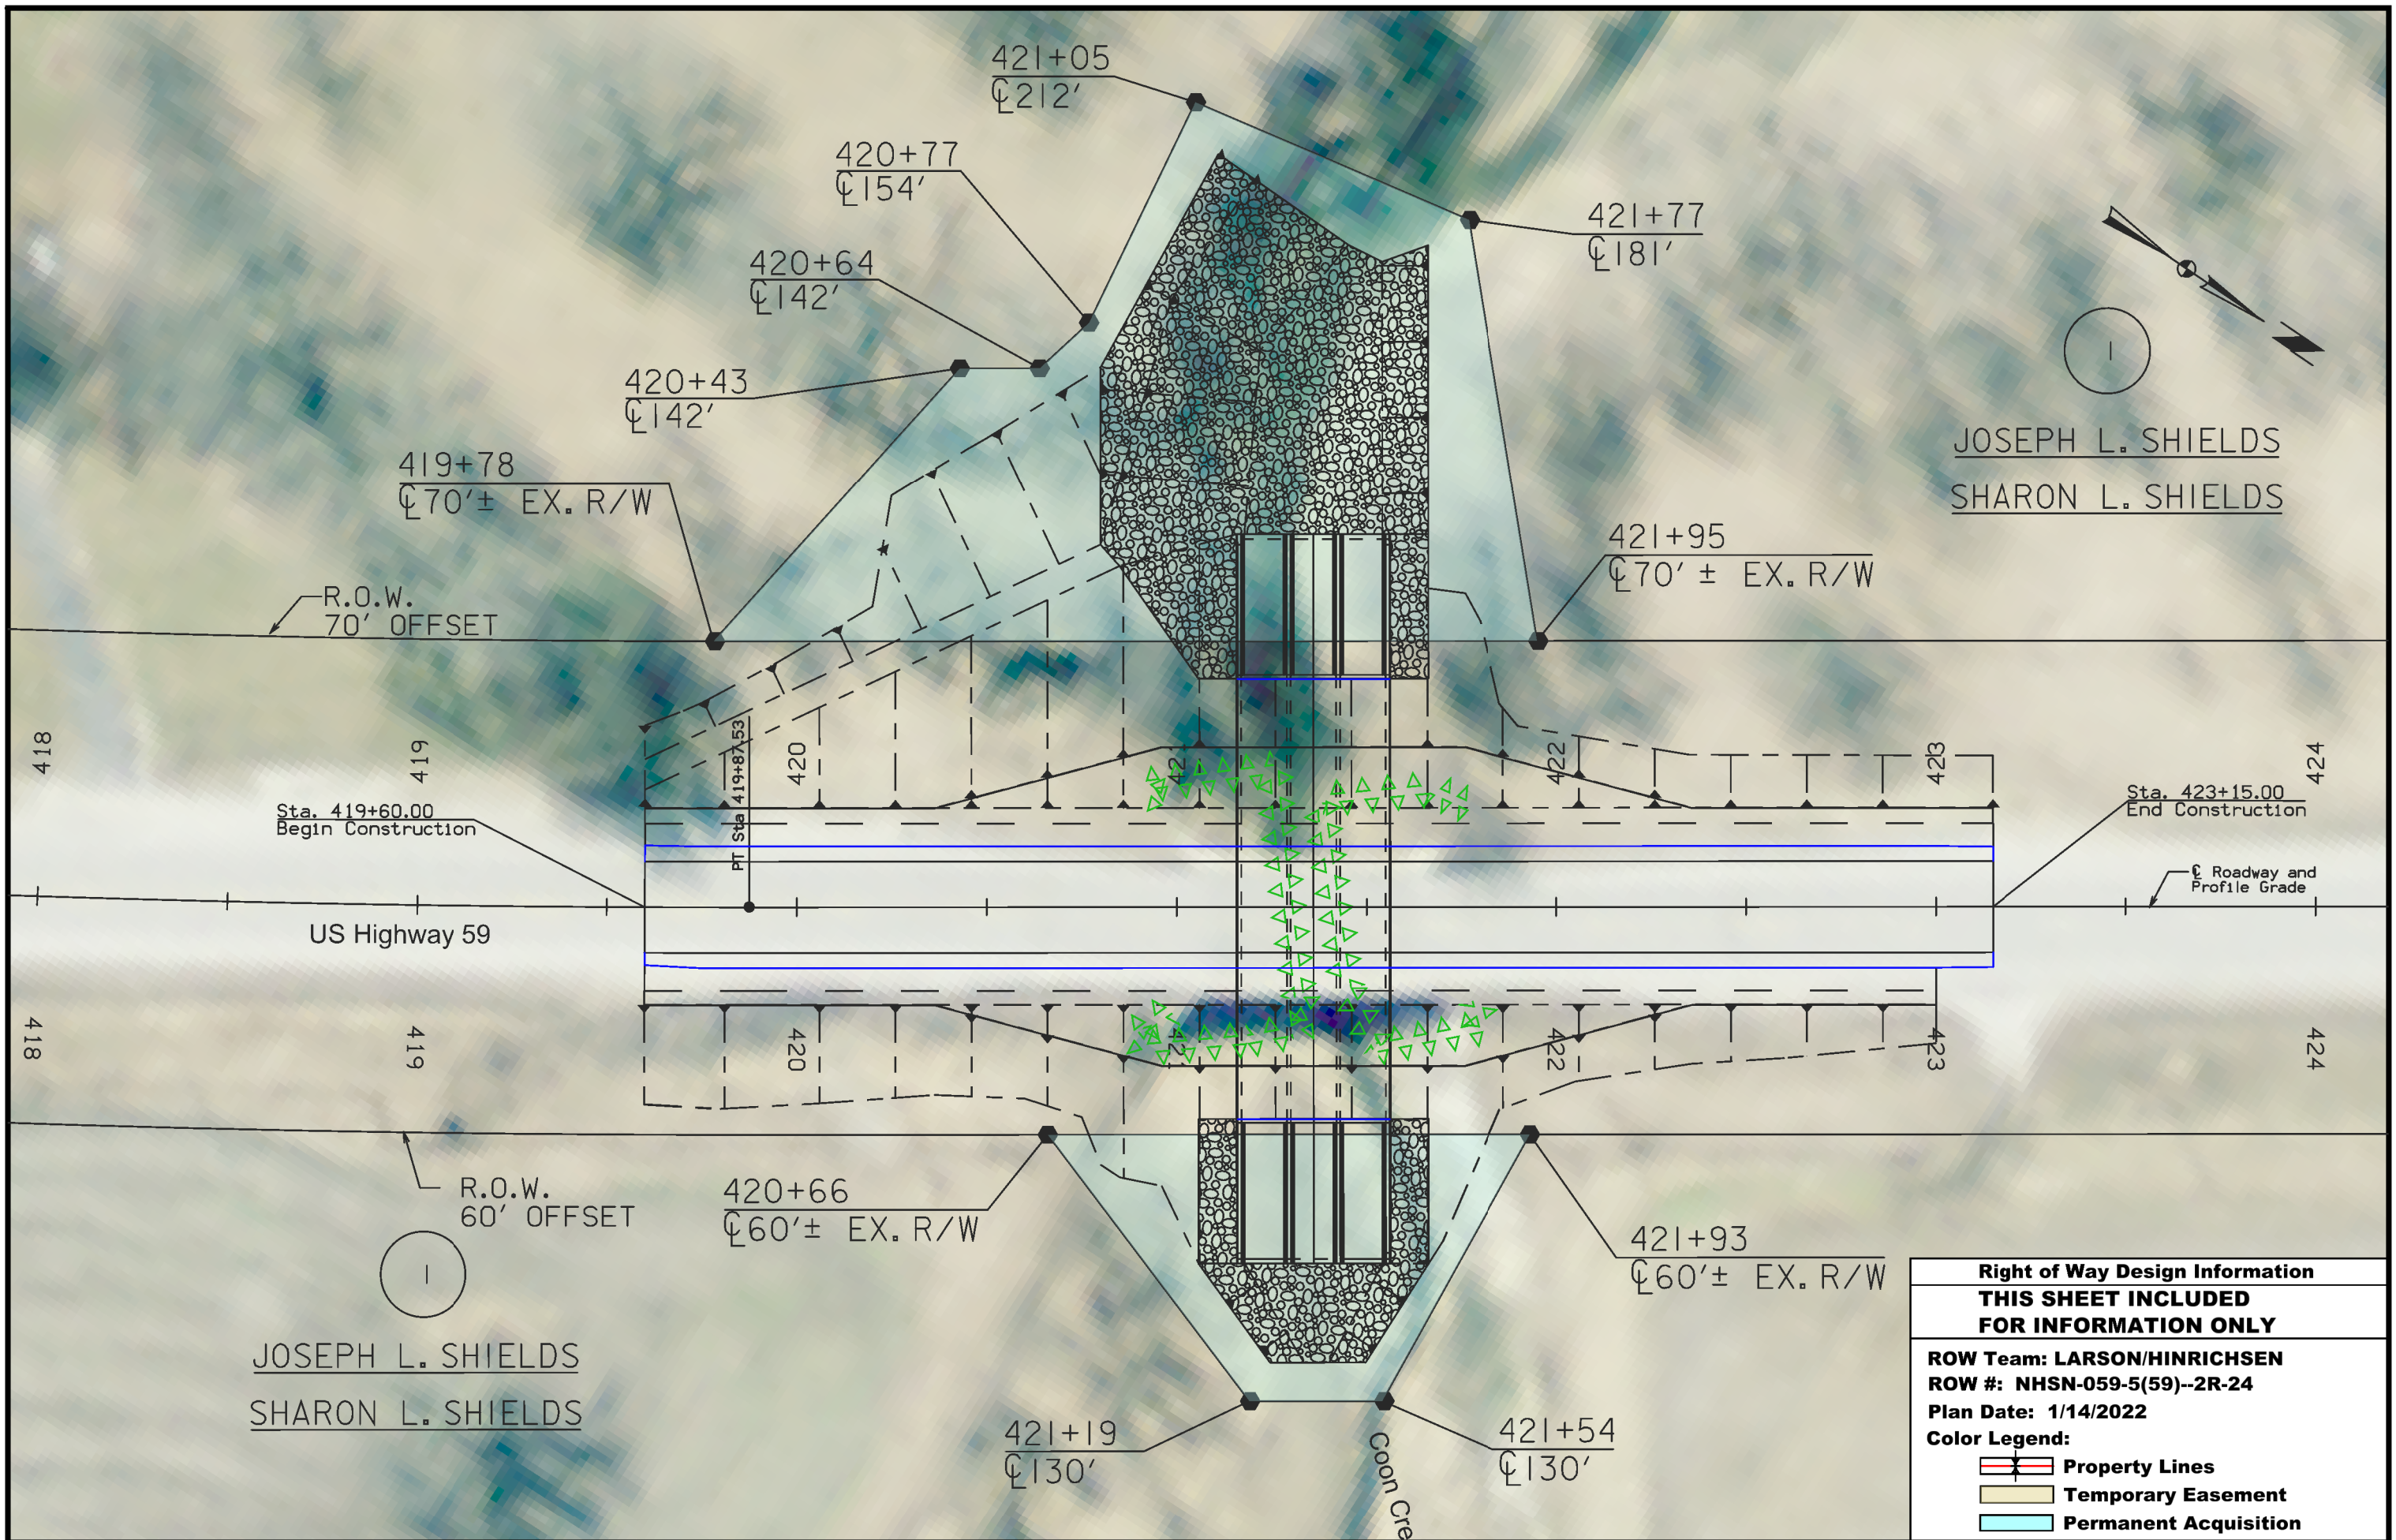 421+05
℄212'
420+77
℄154'
420+64
℄142'
420+43
℄142'
419+78
℄70'± EX. R/W
421+77
℄181'
421+95
℄70' ± EX. R/W
1
JOSEPH L. SHIELDS
SHARON L. SHIELDS
R.O.W.
70' OFFSET
418
419
420
422
423
424
PT Sta 419+87.53
Sta. 419+60.00
Begin Construction
Sta. 423+15.00
End Construction
℄ Roadway and
Profile Grade
US Highway 59
418
419
420
422
423
424
R.O.W.
60' OFFSET
1
JOSEPH L. SHIELDS
SHARON L. SHIELDS
420+66
℄60'± EX. R/W
421+93
℄60'± EX. R/W
421+19
℄130'
421+54
℄130'
Coon Cre
Right of Way Design Information
THIS SHEET INCLUDED
FOR INFORMATION ONLY
ROW Team: LARSON/HINRICHSEN
ROW #: NHSN-059-5(59)--2R-24
Plan Date: 1/14/2022
Color Legend:
Property Lines
Temporary Easement
Permanent Acquisition